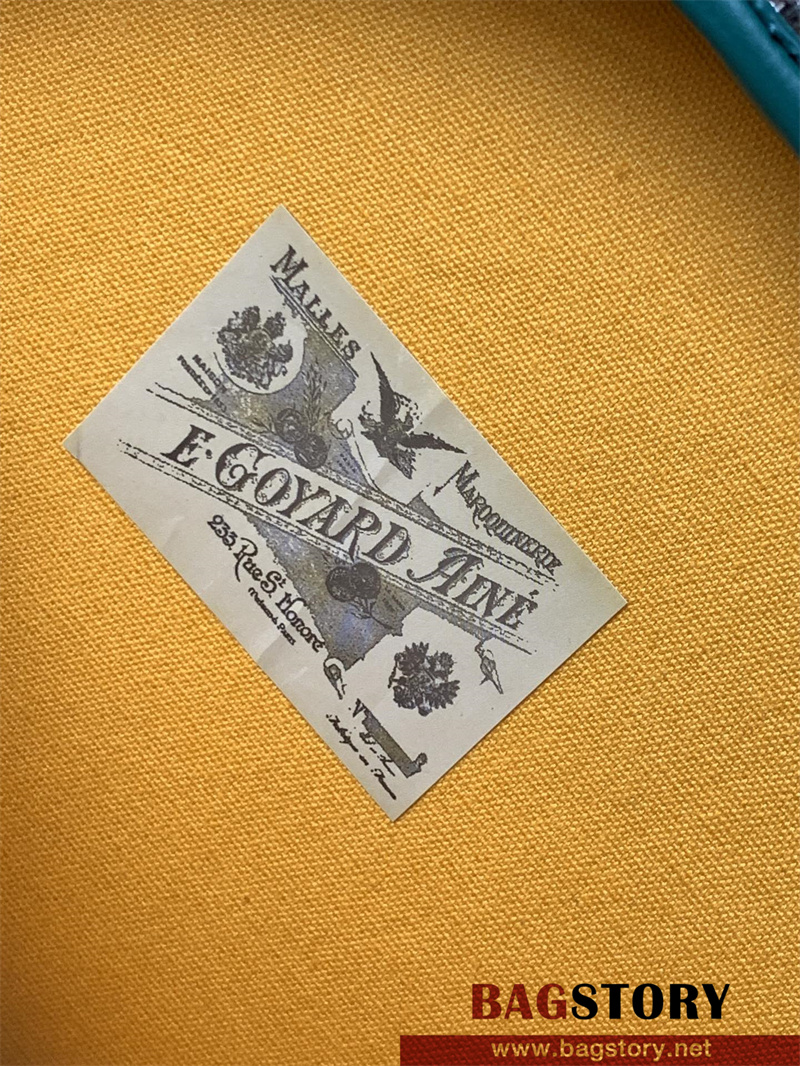 MALLES
MAROQUINERIE
E. GOYARD AINÉ
233, Rue St. Honoré
BAGSTORY
www.bagstory.net